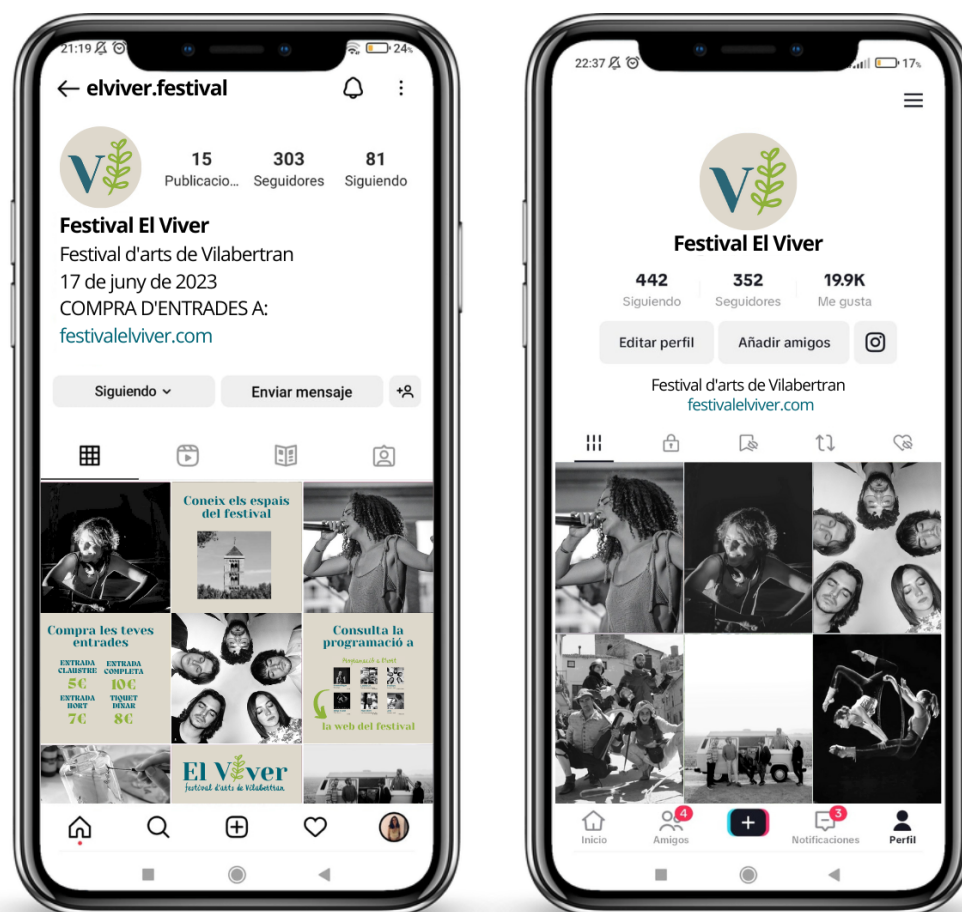 21:19
24%
elviver.festival
V
15 303 81
Publicacio... Seguidores Siguiendo
Festival El Viver
Festival d'arts de Vilabertran
17 de juny de 2023
COMPRA D'ENTRADES A:
festivalelviver.com
Siguiendo
Enviar mensaje
Coneix els espais
del festival
Compra les teves
entrades
ENTRADA ENTRADA
CLAUSTRE COMPLETA
5€ 10€
ENTRADA TIQUET
HORT DINAR
7€ 8€
Consulta la
programació a
Programació a l'hort
la web del festival
El Viver
festival d'arts de Vilabertran
22:37
17%
V
Festival El Viver
442 352 19.9K
Siguiendo Seguidores Me gusta
Editar perfil
Añadir amigos
Festival d'arts de Vilabertran
festivalelviver.com
4
3
Inicio Amigos Notificaciones Perfil